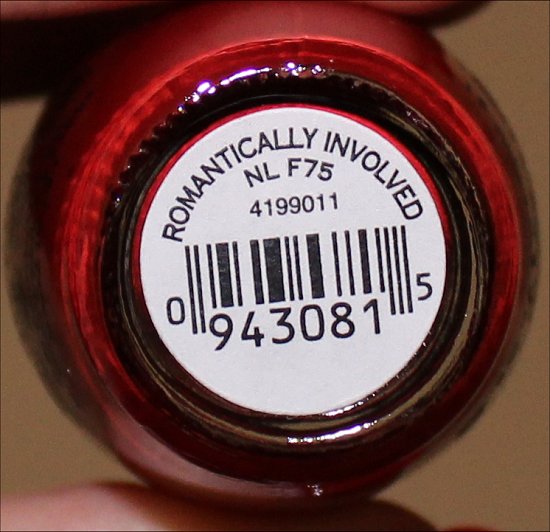 ROMANTICALLY INVOLVED
NL F75
4199011
0 943081 5